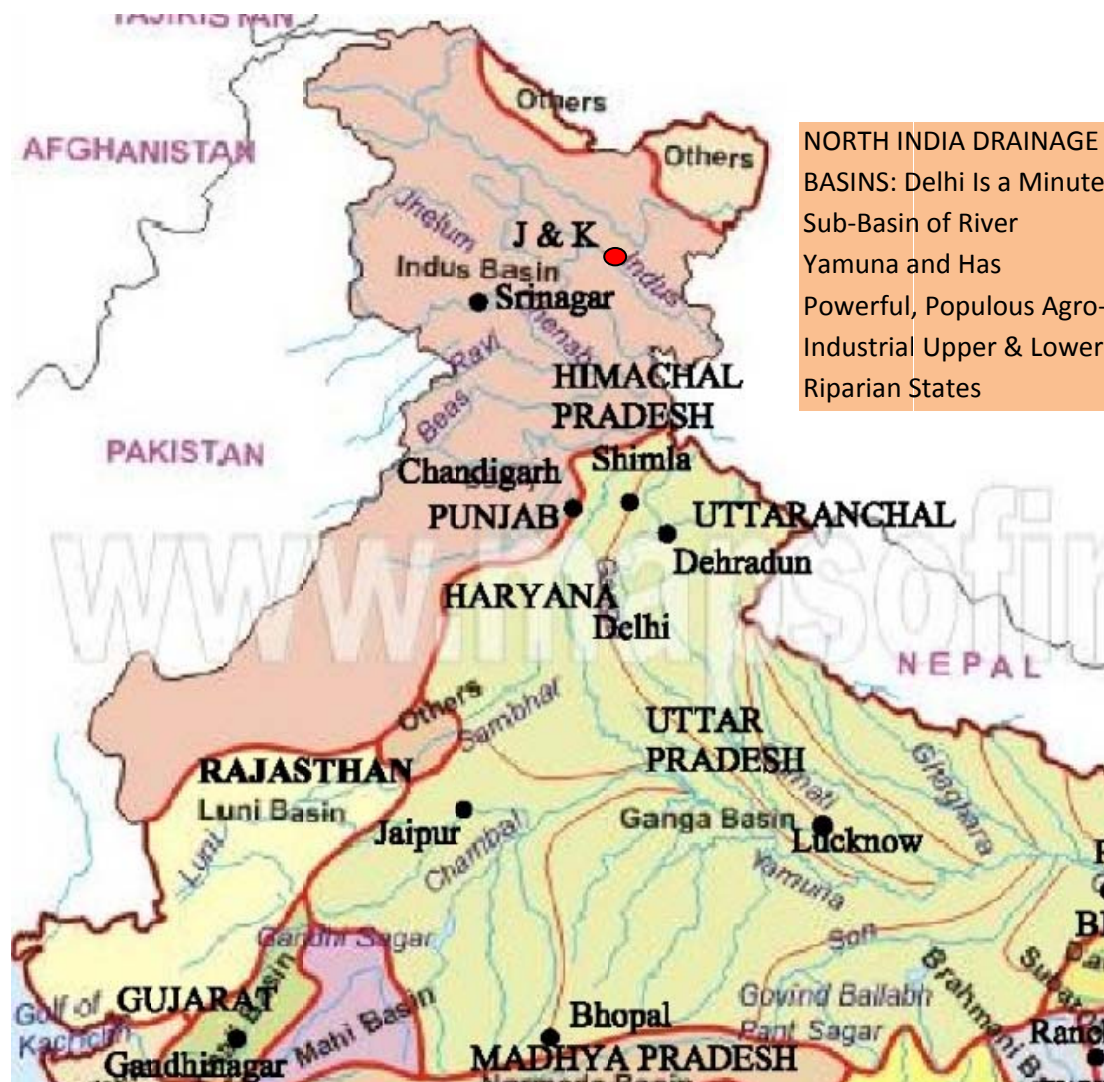 TAJIKISTAN
AFGHANISTAN
Others
Others
NORTH INDIA DRAINAGE
BASINS: Delhi Is a Minute
Sub-Basin of River
Yamuna and Has
Powerful, Populous Agro-
Industrial Upper & Lower
Riparian States
Jhelum
J & K
Indus
Indus Basin
Srinagar
Chenab
Ravi
HIMACHAL
PRADESH
Beas
PAKISTAN
Chandigarh
Shimla
PUNJAB
UTTARANCHAL
Dehradun
HARYANA
Delhi
NEPAL
Others
Sambhar
UTTAR
PRADESH
RAJASTHAN
Luni Basin
Ghaghara
Jaipur
Ganga Basin
Lucknow
Luni
Chambal
Yamuna
Son
Gandhi Sagar
Brahmani
GUJARAT
Golf of
Kachchh
Mahi Basin
Govind Ballabh
Pant Sagar
Bhopal
Gandhinagar
MADHYA PRADESH